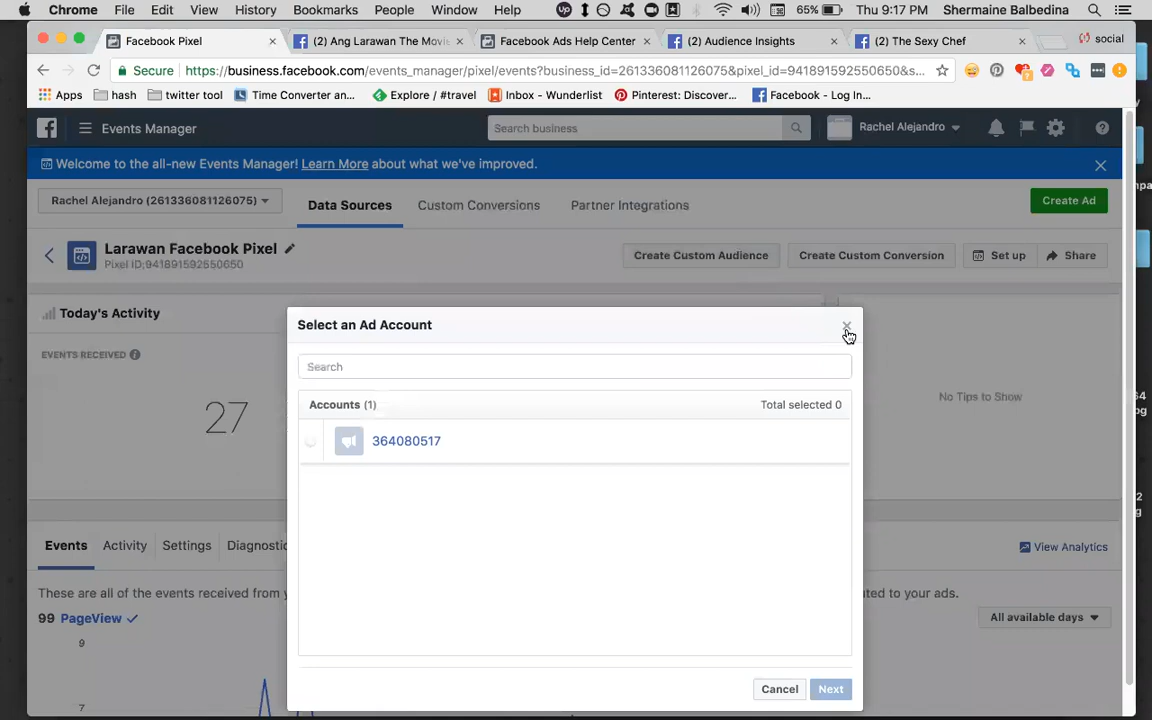 Chrome File Edit View History Bookmarks People Window Help 65% Thu 9:17 PM Shermaine Balbedina
Facebook Pixel (2) Ang Larawan The Movi Facebook Ads Help Center (2) Audience Insights (2) The Sexy Chef social
Secure https://business.facebook.com/events_manager/pixel/events?business_id=261336081126075&pixel_id=941891592550650&s...
Apps hash twitter tool Time Converter an... Explore / #travel Inbox - Wunderlist Pinterest: Discover... Facebook - Log In...
Events Manager Search business Rachel Alejandro
Welcome to the all-new Events Manager! Learn More about what we've improved.
Rachel Alejandro (261336081126075) Data Sources Custom Conversions Partner Integrations Create Ad
Larawan Facebook Pixel
Pixel ID:941891592550650
Create Custom Audience Create Custom Conversion Set up Share
Today's Activity
EVENTS RECEIVED
27
No Tips to Show
Select an Ad Account
Search
Accounts (1) Total selected 0
364080517
Cancel Next
Events Activity Settings Diagnostic
View Analytics
These are all of the events received from ted to your ads.
99 PageView All available days
9
7